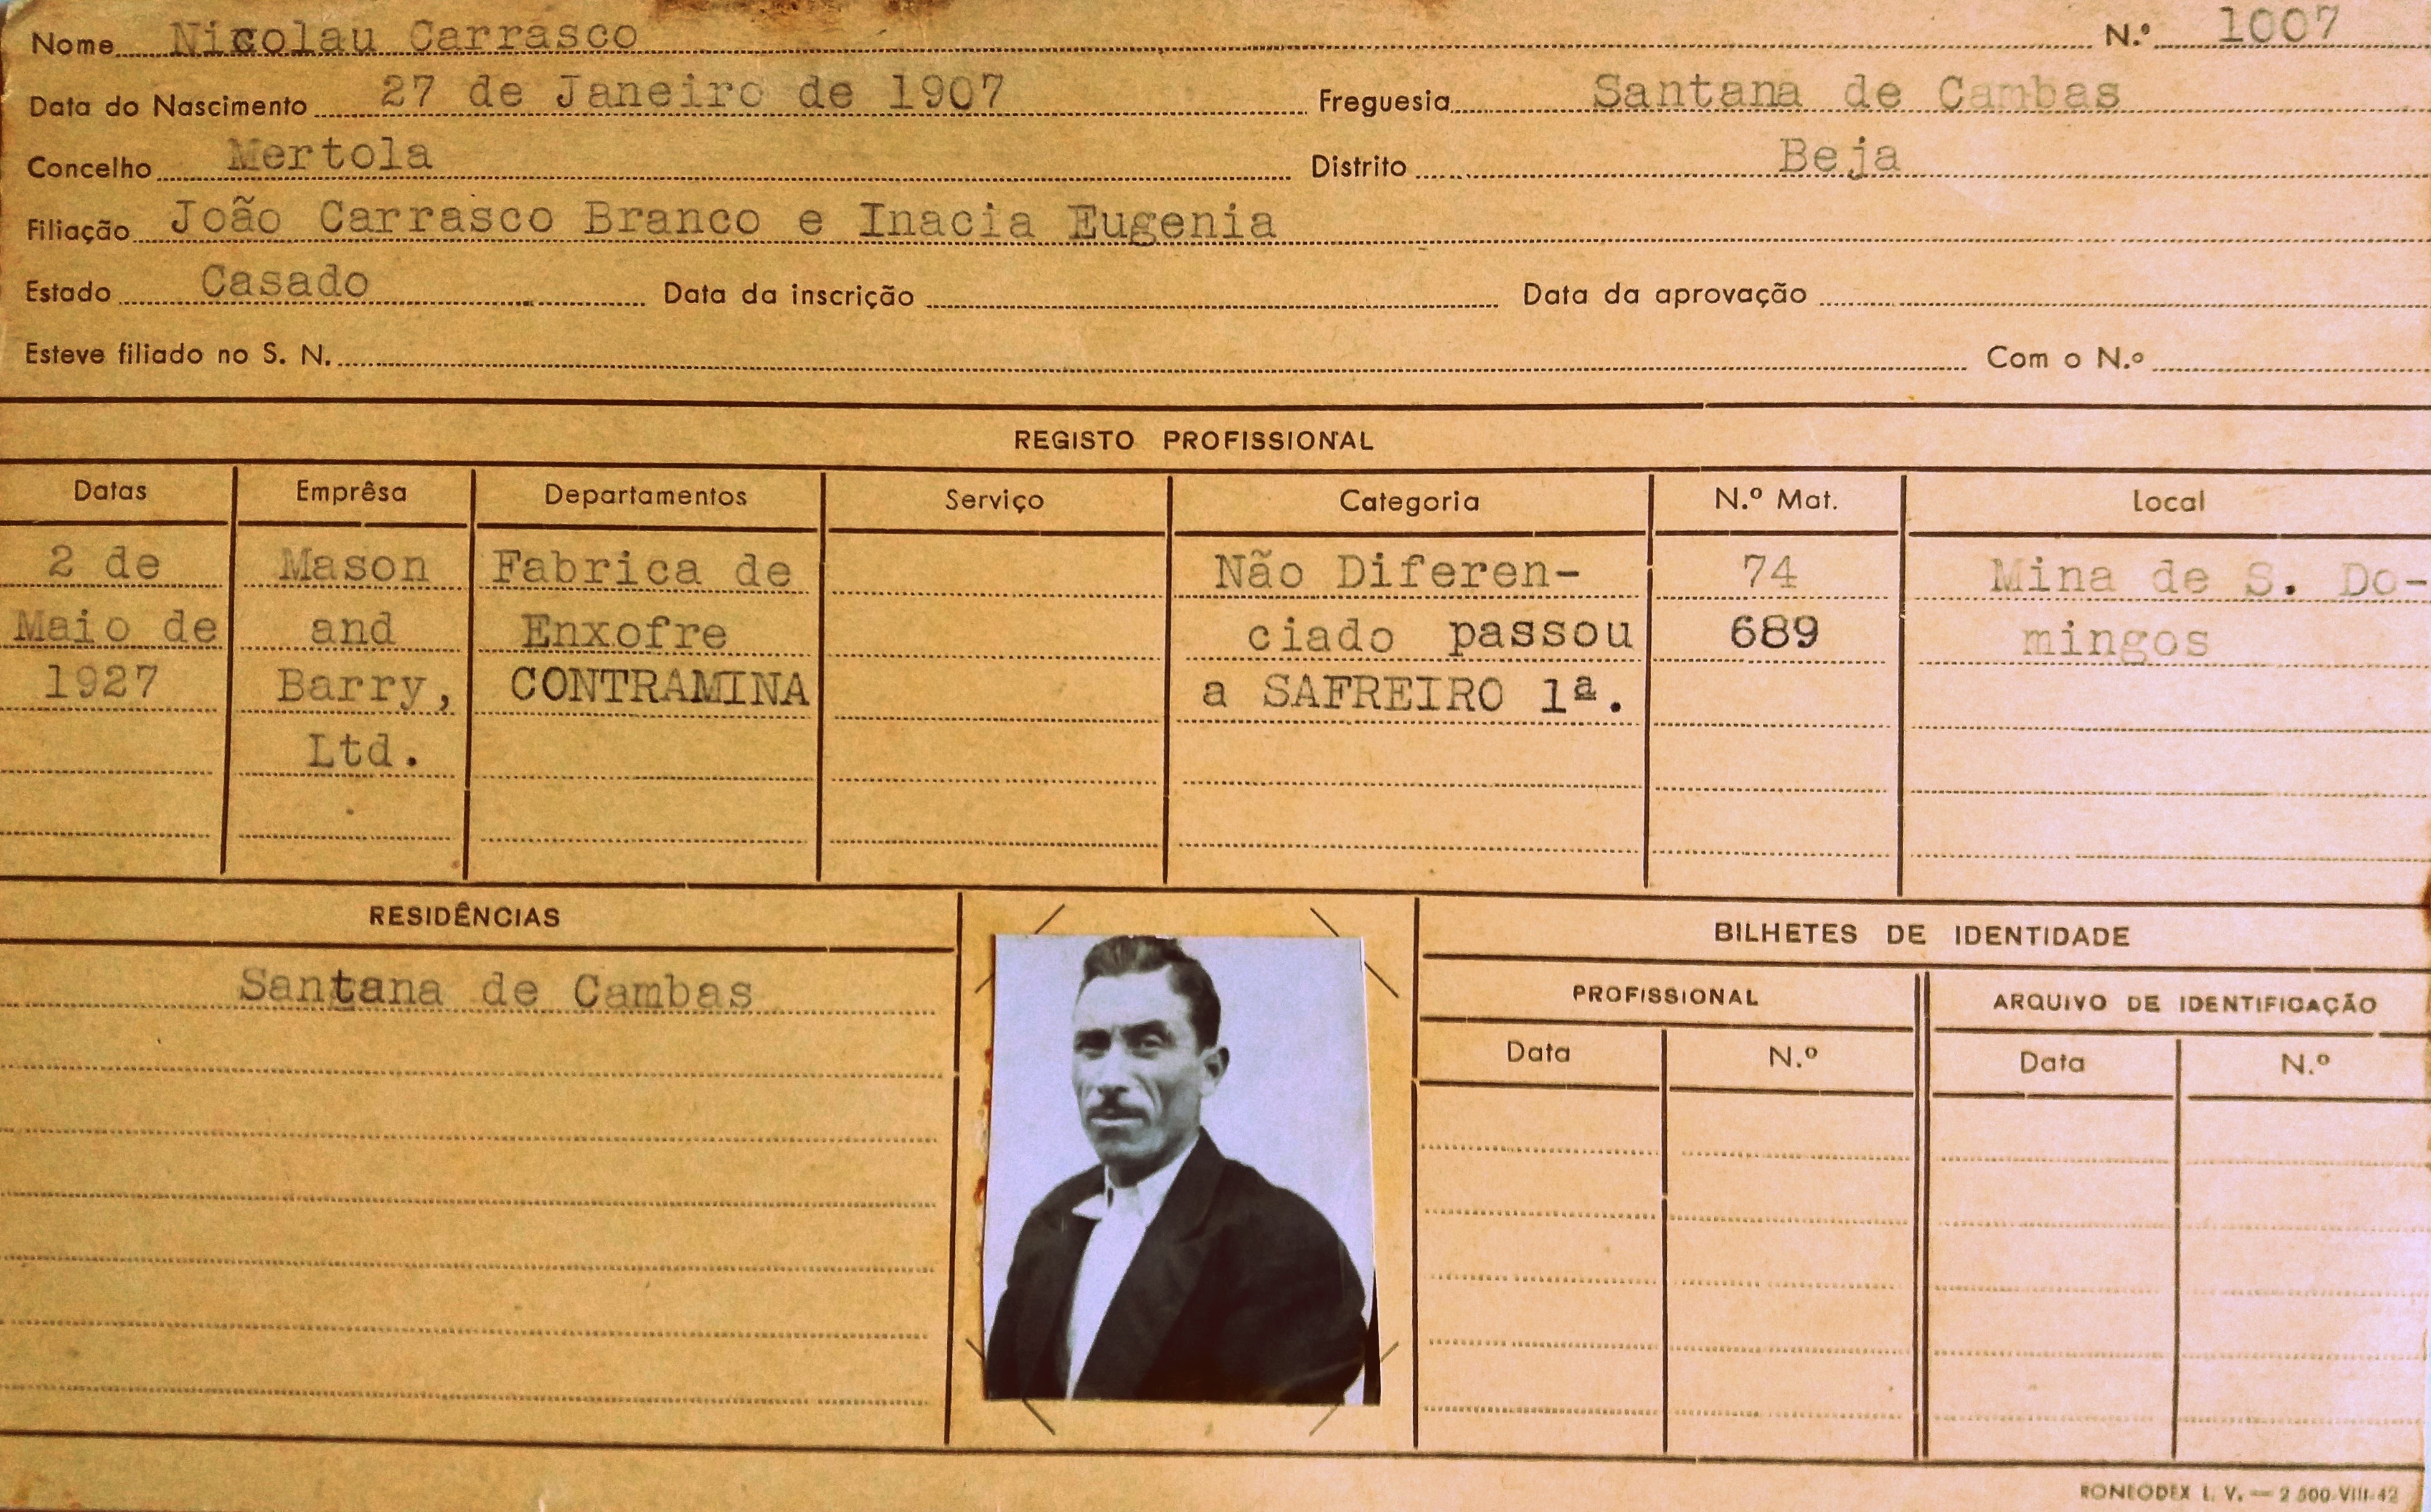 Nome Nicolau Carrasco N.º 1007
Data do Nascimento 27 de Janeiro de 1907 Freguesia Santana de Cambas
Concelho Mertola Distrito Beja
Filiação João Carrasco Branco e Inacia Eugenia
Estado Casado Data da inscrição Data da aprovação
Esteve filiado no S. N. Com o N.º
REGISTO PROFISSIONAL
Datas Emprêsa Departamentos Serviço Categoria N.º Mat. Local
2 de Mason Fabrica de Não Diferen- 74 Mina de S. Do-
Maio de and Enxofre ciado passou 689 mingos
1927 Barry, CONTRAMINA a SAFREIRO 1ª.
Ltd.
RESIDÊNCIAS
BILHETES DE IDENTIDADE
Santana de Cambas
PROFISSIONAL ARQUIVO DE IDENTIFICAÇÃO
Data N.º Data N.º
RONEODEX L. V. — 2 500-VIII-42